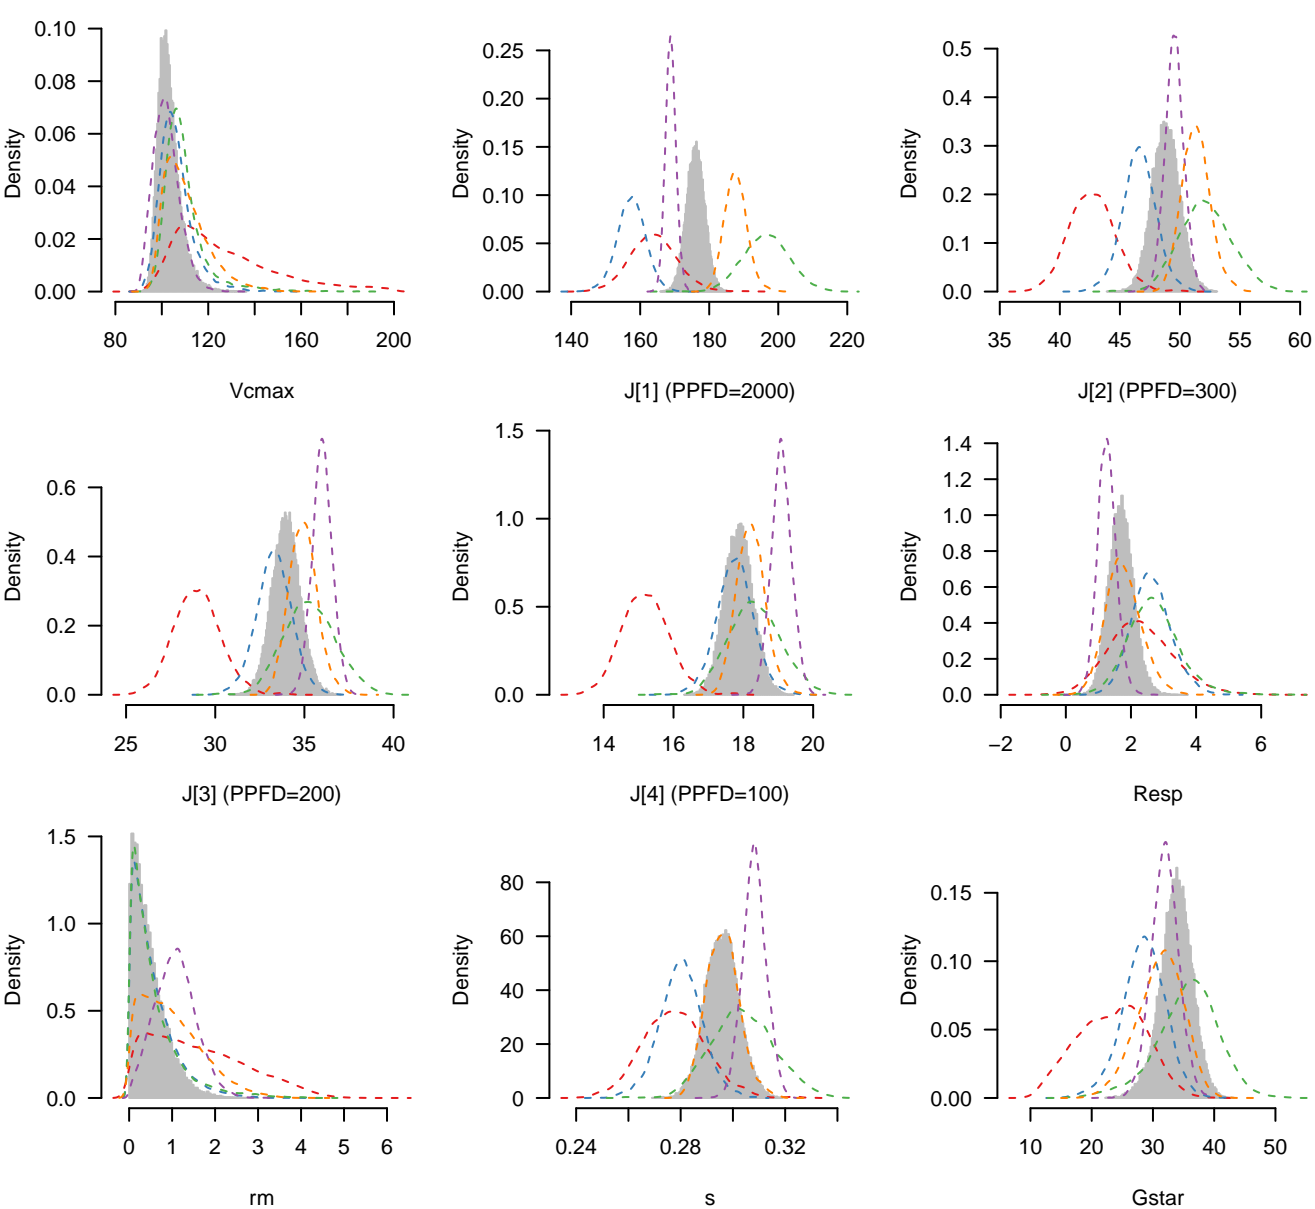 0.10
0.08
0.06
0.04
0.02
0.00
Density
80 120 160 200
Vcmax
0.25
0.20
0.15
0.10
0.05
0.00
Density
140 160 180 200 220
J[1] (PPFD=2000)
0.5
0.4
0.3
0.2
0.1
0.0
Density
35 40 45 50 55 60
J[2] (PPFD=300)
0.6
0.4
0.2
0.0
Density
25 30 35 40
J[3] (PPFD=200)
1.5
1.0
0.5
0.0
Density
14 16 18 20
J[4] (PPFD=100)
1.4
1.2
1.0
0.8
0.6
0.4
0.2
0.0
Density
−2 0 2 4 6
Resp
1.5
1.0
0.5
0.0
Density
0 1 2 3 4 5 6
rm
80
60
40
20
0
Density
0.24 0.28 0.32
s
0.15
0.10
0.05
0.00
Density
10 20 30 40 50
Gstar